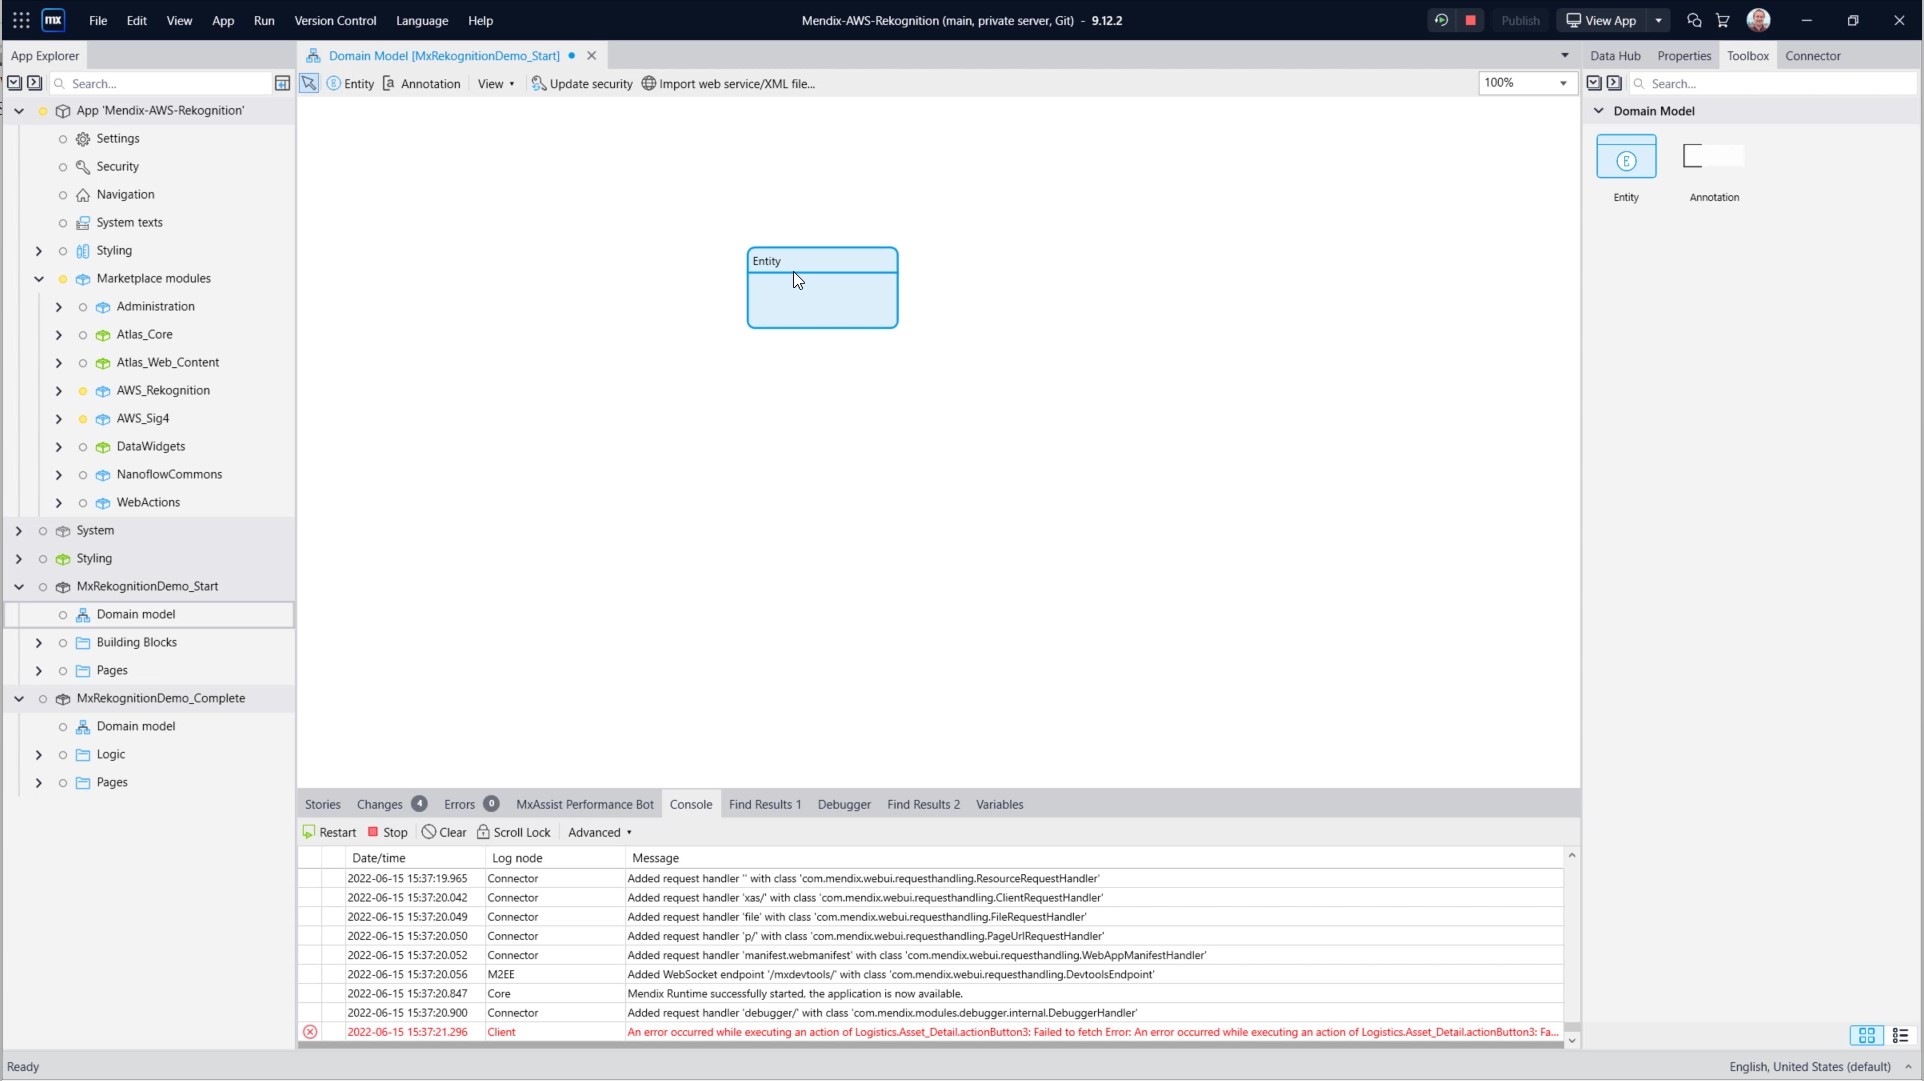 mx File Edit View App Run Version Control Language Help Mendix-AWS-Rekognition (main, private server, Git) - 9.12.2 Publish View App
App Explorer
Domain Model [MxRekognitionDemo_Start]
Data Hub Properties Toolbox Connector
Search...
Entity Annotation View Update security Import web service/XML file... 100%
Search...
App 'Mendix-AWS-Rekognition'
Settings
Security
Navigation
System texts
Styling
Marketplace modules
Administration
Atlas_Core
Atlas_Web_Content
AWS_Rekognition
AWS_Sig4
DataWidgets
NanoflowCommons
WebActions
System
Styling
MxRekognitionDemo_Start
Domain model
Building Blocks
Pages
MxRekognitionDemo_Complete
Domain model
Logic
Pages
Entity
Domain Model
E
Entity Annotation
Stories Changes 4 Errors 0 MxAssist Performance Bot Console Find Results 1 Debugger Find Results 2 Variables
Restart Stop Clear Scroll Lock Advanced
Date/time Log node Message
2022-06-15 15:37:19.965 Connector Added request handler '' with class 'com.mendix.webui.requesthandling.ResourceRequestHandler'
2022-06-15 15:37:20.042 Connector Added request handler 'xas/' with class 'com.mendix.webui.requesthandling.ClientRequestHandler'
2022-06-15 15:37:20.049 Connector Added request handler 'file' with class 'com.mendix.webui.requesthandling.FileRequestHandler'
2022-06-15 15:37:20.050 Connector Added request handler 'p/' with class 'com.mendix.webui.requesthandling.PageUrlRequestHandler'
2022-06-15 15:37:20.052 Connector Added request handler 'manifest.webmanifest' with class 'com.mendix.webui.requesthandling.WebAppManifestHandler'
2022-06-15 15:37:20.056 M2EE Added WebSocket endpoint '/mxdevtools/' with class 'com.mendix.webui.requesthandling.DevtoolsEndpoint'
2022-06-15 15:37:20.847 Core Mendix Runtime successfully started, the application is now available.
2022-06-15 15:37:20.900 Connector Added request handler 'debugger/' with class 'com.mendix.modules.debugger.internal.DebuggerHandler'
2022-06-15 15:37:21.296 Client An error occurred while executing an action of Logistics.Asset_Detail.actionButton3: Failed to fetch Error: An error occurred while executing an action of Logistics.Asset_Detail.actionButton3: Fa...
Ready
English, United States (default)